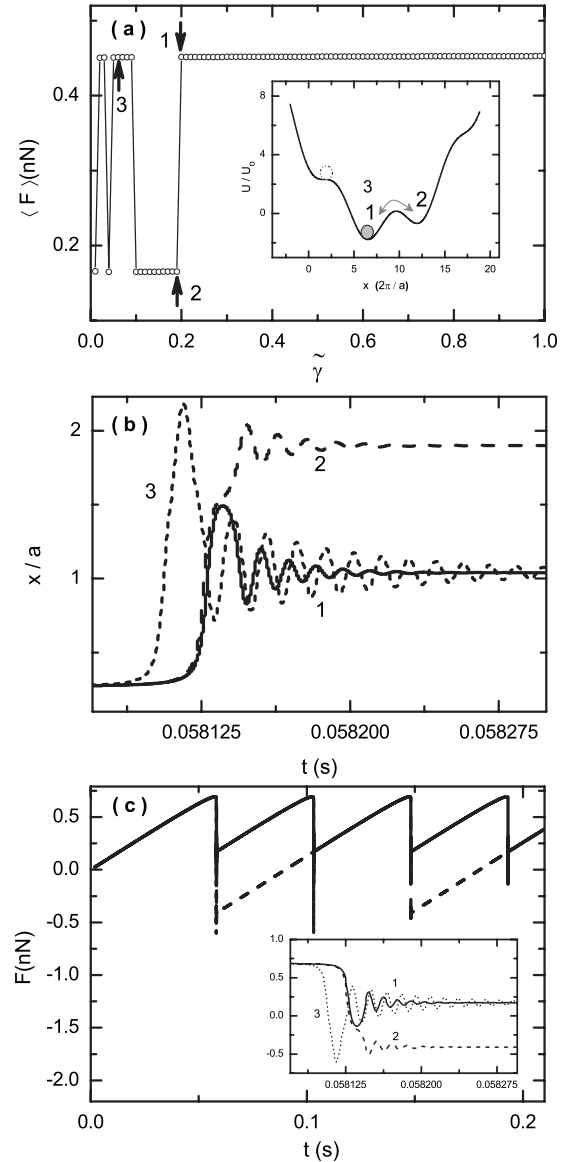 ( a )
1
3
2
⟨ F ⟩(nN)
0.4
0.2
0.0 0.2 0.4 0.6 0.8 1.0
γ̃
U / U₀
8
4
0
3
1
2
0 5 10 15 20
x (2π / a)
( b )
x / a
2
1
3
2
1
0.058125 0.058200 0.058275
t (s)
( c )
F(nN)
0.5
0.0
-0.5
-1.0
-1.5
-2.0
1.0
0.5
0.0
-0.5
1
3
2
0.058125 0.058200 0.058275
0.0 0.1 0.2
t (s)